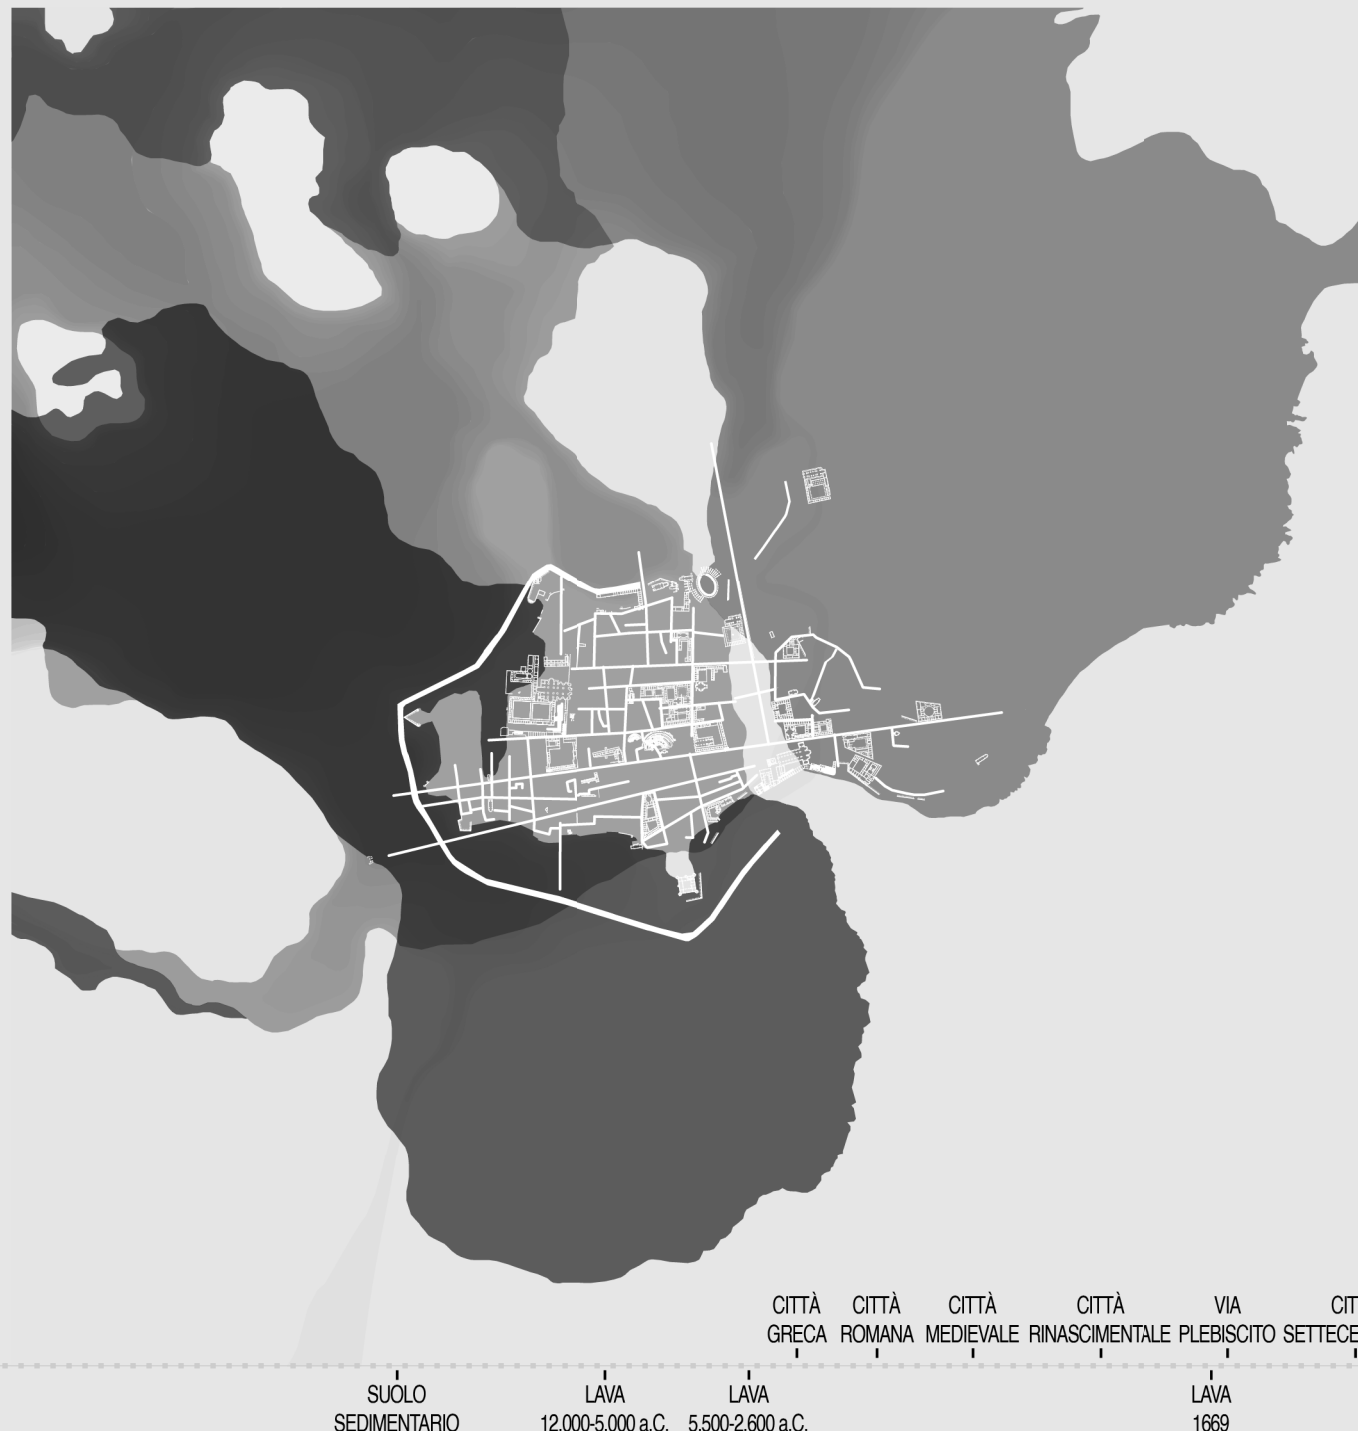 CITTÀ GRECA
CITTÀ ROMANA
CITTÀ MEDIEVALE
CITTÀ RINASCIMENTALE
VIA PLEBISCITO
SUOLO SEDIMENTARIO
LAVA 12.000-5.000 a.C.
LAVA 5.500-2.600 a.C.
LAVA 1669